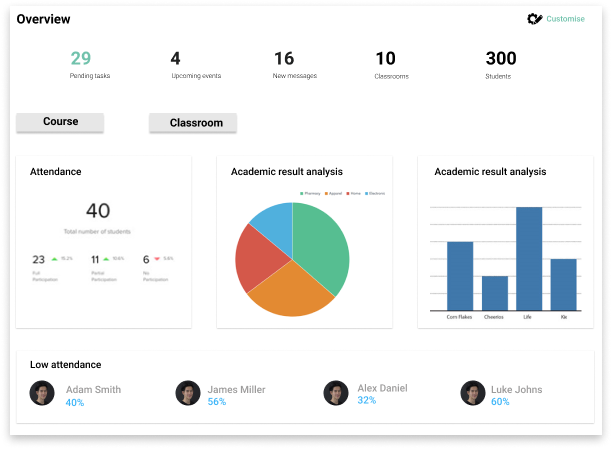 Overview
Customise
29
4
16
10
300
Pending tasks
Upcoming events
New messages
Classrooms
Students
Course
Classroom
Attendance
40
Total number of students
23 15.2%
Full
Participation
11 10.6%
Partial
Participation
6 5.8%
No
Participation
Academic result analysis
Pharmacy Apparel Home Electronic
Academic result analysis
Corn Flakes Cheerios Life Kix
Low attendance
Adam Smith
40%
James Miller
56%
Alex Daniel
32%
Luke Johns
60%